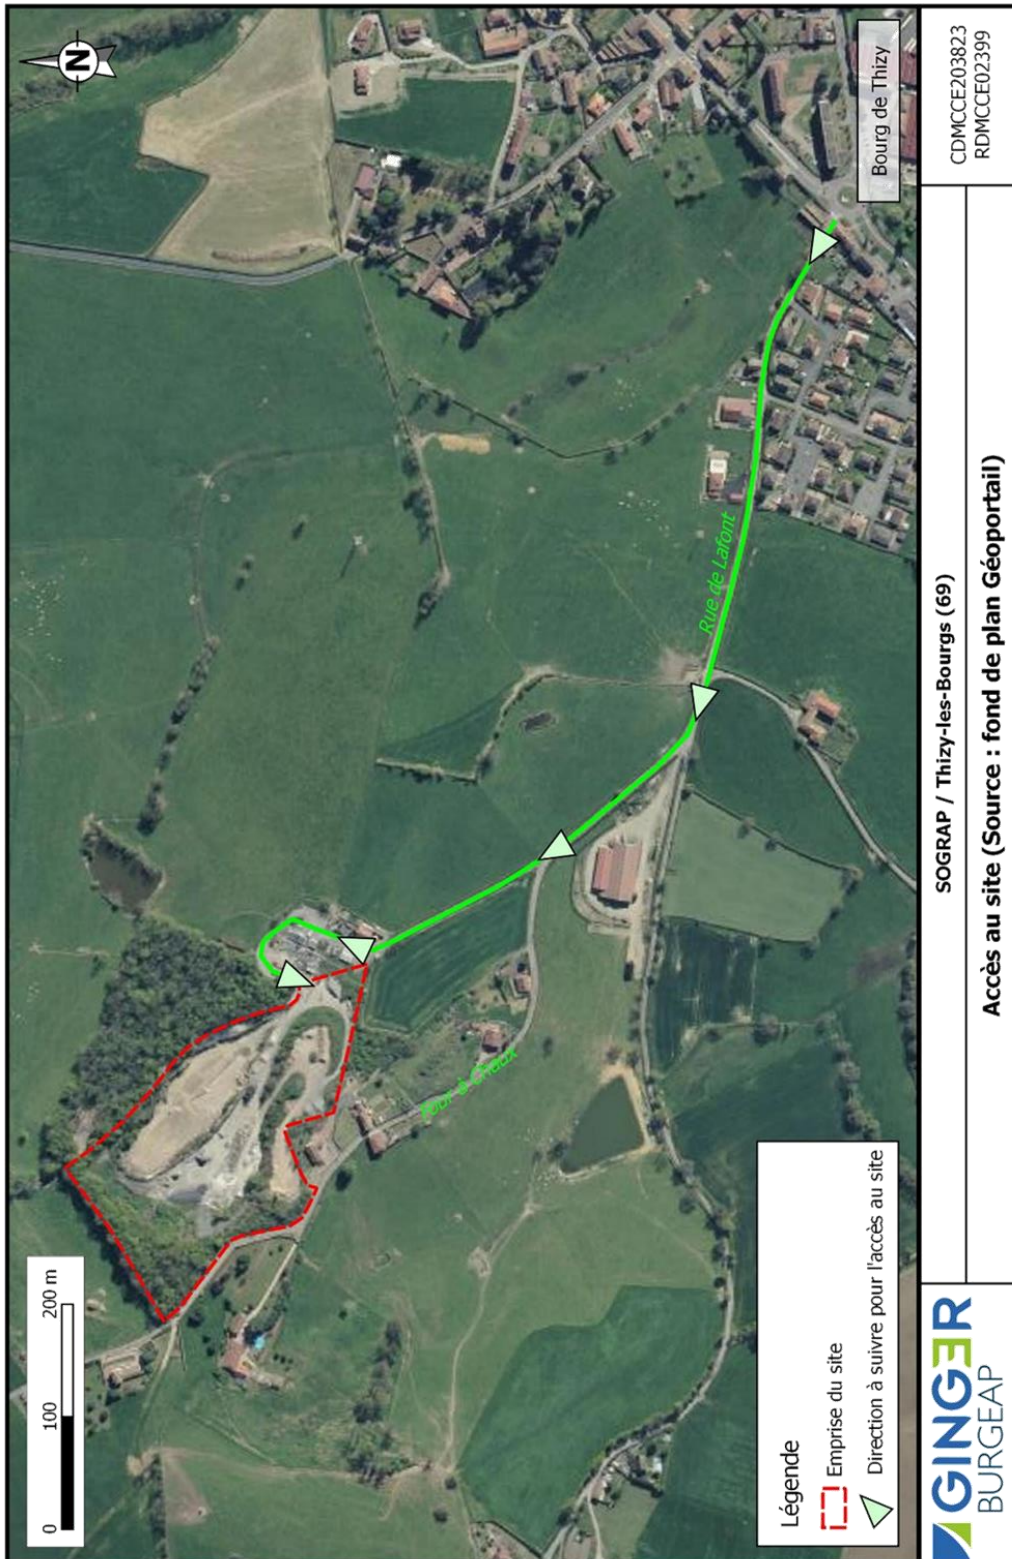 N
0 100 200 m
Bourg de Thizy
Rue de Lafont
Four à Chaux
Légende
Emprise du site
Direction à suivre pour l'accès au site
GINGER
BURGEAP
SOGRAP / Thizy-les-Bourgs (69)
Accès au site (Source : fond de plan Géoportail)
CDMCCE203823
RDMCCE02399